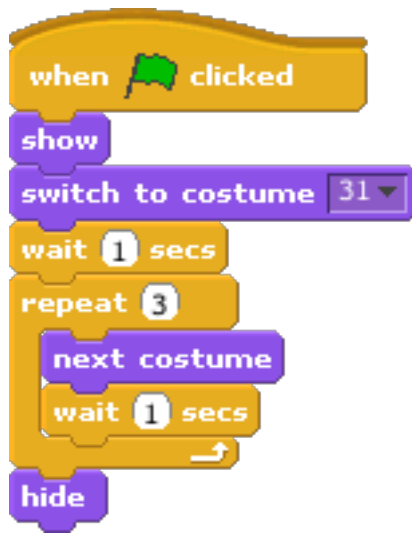 when clicked
show
switch to costume 31
wait 1 secs
repeat 3
next costume
wait 1 secs
hide